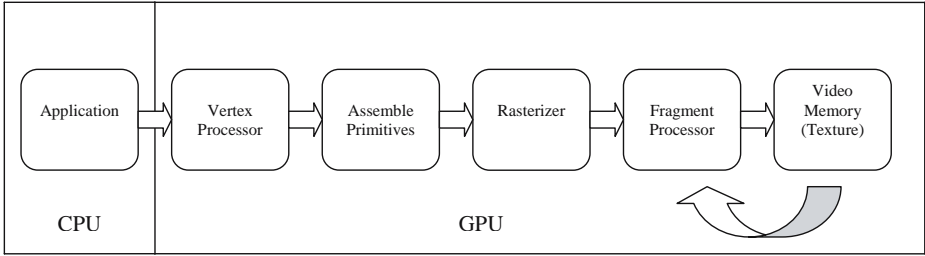 Application
Vertex
Processor
Assemble
Primitives
Rasterizer
Fragment
Processor
Video
Memory
(Texture)
CPU
GPU